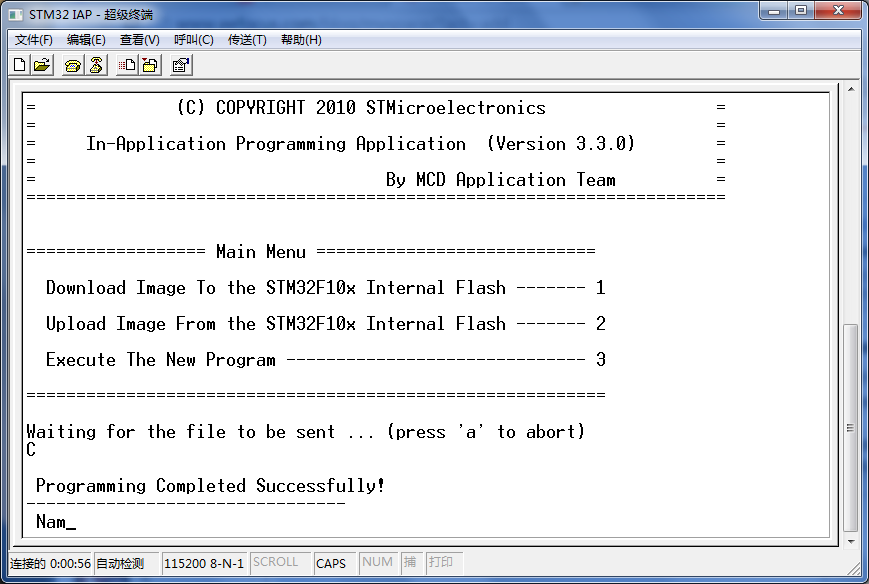 STM32 IAP - 超级终端
文件(F) 编辑(E) 查看(V) 呼叫(C) 传送(T) 帮助(H)
= (C) COPYRIGHT 2010 STMicroelectronics =
= =
= In-Application Programming Application (Version 3.3.0) =
= =
= By MCD Application Team =
======================================================================
================== Main Menu ============================
Download Image To the STM32F10x Internal Flash ------- 1
Upload Image From the STM32F10x Internal Flash ------- 2
Execute The New Program ------------------------------ 3
==========================================================
Waiting for the file to be sent ... (press 'a' to abort)
C
Programming Completed Successfully!
--------------------------------
Nam_
连接的 0:00:56 自动检测 115200 8-N-1 SCROLL CAPS NUM 捕 打印